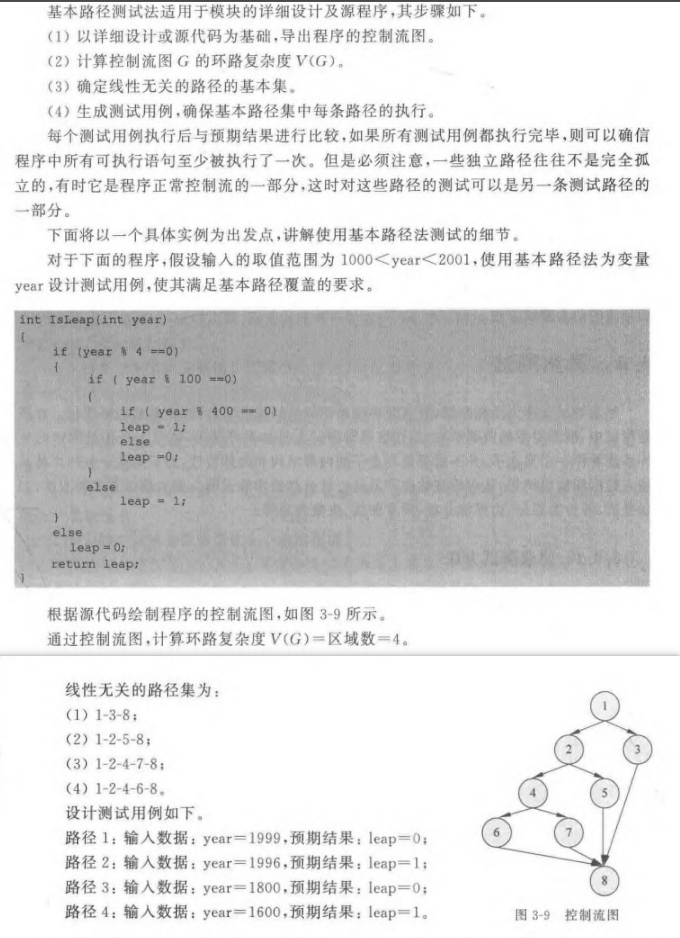 基本路径测试法适用于模块的详细设计及源程序,其步骤如下。
(1) 以详细设计或源代码为基础,导出程序的控制流图。
(2) 计算控制流图 G 的环路复杂度 V(G)。
(3) 确定线性无关的路径的基本集。
(4) 生成测试用例,确保基本路径集中每条路径的执行。
每个测试用例执行后与预期结果进行比较,如果所有测试用例都执行完毕,则可以确信
程序中所有可执行语句至少被执行了一次。但是必须注意,一些独立路径往往不是完全孤
立的,有时它是程序正常控制流的一部分,这时对这些路径的测试可以是另一条测试路径的
一部分。
下面将以一个具体实例为出发点,讲解使用基本路径法测试的细节。
对于下面的程序,假设输入的取值范围为 1000<year<2001,使用基本路径法为变量
year 设计测试用例,使其满足基本路径覆盖的要求。
int IsLeap(int year)
{
if (year % 4 ==0)
{
if ( year % 100 ==0)
{
if ( year % 400 == 0)
leap = 1;
else
leap =0;
}
else
leap = 1;
}
else
leap = 0;
return leap;
}
根据源代码绘制程序的控制流图,如图 3-9 所示。
通过控制流图,计算环路复杂度 V(G)=区域数=4。
线性无关的路径集为:
(1) 1-3-8;
(2) 1-2-5-8;
(3) 1-2-4-7-8;
(4) 1-2-4-6-8。
设计测试用例如下。
路径 1: 输入数据: year=1999,预期结果: leap=0;
路径 2: 输入数据: year=1996,预期结果: leap=1;
路径 3: 输入数据: year=1800,预期结果: leap=0;
路径 4: 输入数据: year=1600,预期结果: leap=1。
1
2 3
4 5
6 7
8
图 3-9 控制流图